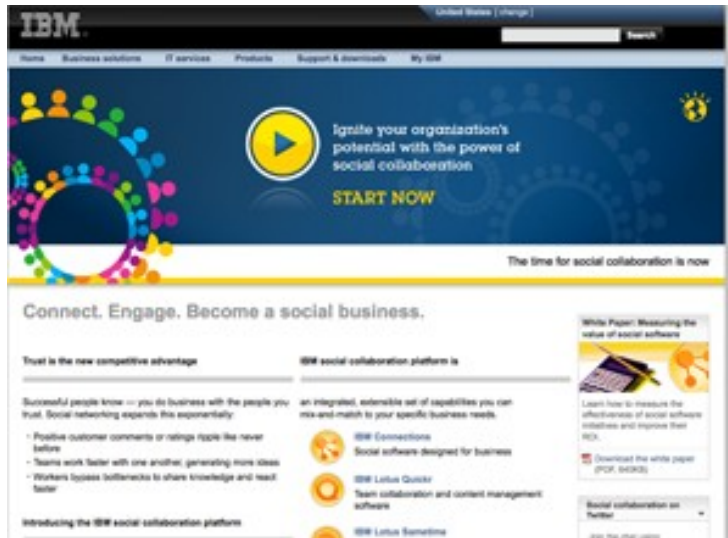 United States [change]
IBM.
Search
Home Business solutions IT services Products Support & downloads My IBM
Ignite your organization's
potential with the power of
social collaboration
START NOW
The time for social collaboration is now
Connect. Engage. Become a social business.
Trust is the new competitive advantage
Successful people know — you do business with the people you
trust. Social networking expands this exponentially:
- Positive customer comments or ratings ripple like never
before
- Teams work faster with one another, generating more ideas
- Workers bypass bottlenecks to share knowledge and react
faster
Introducing the IBM social collaboration platform
IBM social collaboration platform is
an integrated, extensible set of capabilities you can
mix-and-match to your specific business needs.
IBM Connections
Social software designed for business
IBM Lotus Quickr
Team collaboration and content management
software
IBM Lotus Sametime
White Paper: Measuring the
value of social software
Learn how to measure the
effectiveness of social software
initiatives and improve their
ROI.
Download the white paper
(PDF, 640KB)
Social collaboration on
Twitter
Join the chat using